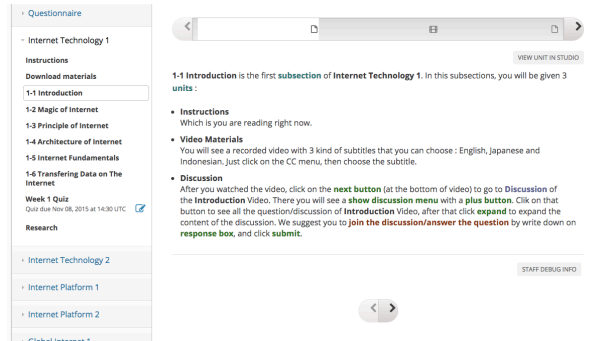 Questionnaire
Internet Technology 1
Instructions
Download materials
1-1 Introduction
1-2 Magic of Internet
1-3 Principle of Internet
1-4 Architecture of Internet
1-5 Internet Fundamentals
1-6 Transfering Data on The
Internet
Week 1 Quiz
Quiz due Nov 08, 2015 at 14:30 UTC
Research
Internet Technology 2
Internet Platform 1
Internet Platform 2
VIEW UNIT IN STUDIO
1-1 Introduction is the first subsection of Internet Technology 1. In this subsections, you will be given 3
units :
• Instructions
Which is you are reading right now.
• Video Materials
You will see a recorded video with 3 kind of subtitles that you can choose : English, Japanese and
Indonesian. Just click on the CC menu, then choose the subtitle.
• Discussion
After you watched the video, click on the next button (at the bottom of video) to go to Discussion of
the Introduction Video. There you will see a show discussion menu with a plus button. Clik on that
button to see all the question/discussion of Introduction Video, after that click expand to expand the
content of the discussion. We suggest you to join the discussion/answer the question by write down on
response box, and click submit.
STAFF DEBUG INFO